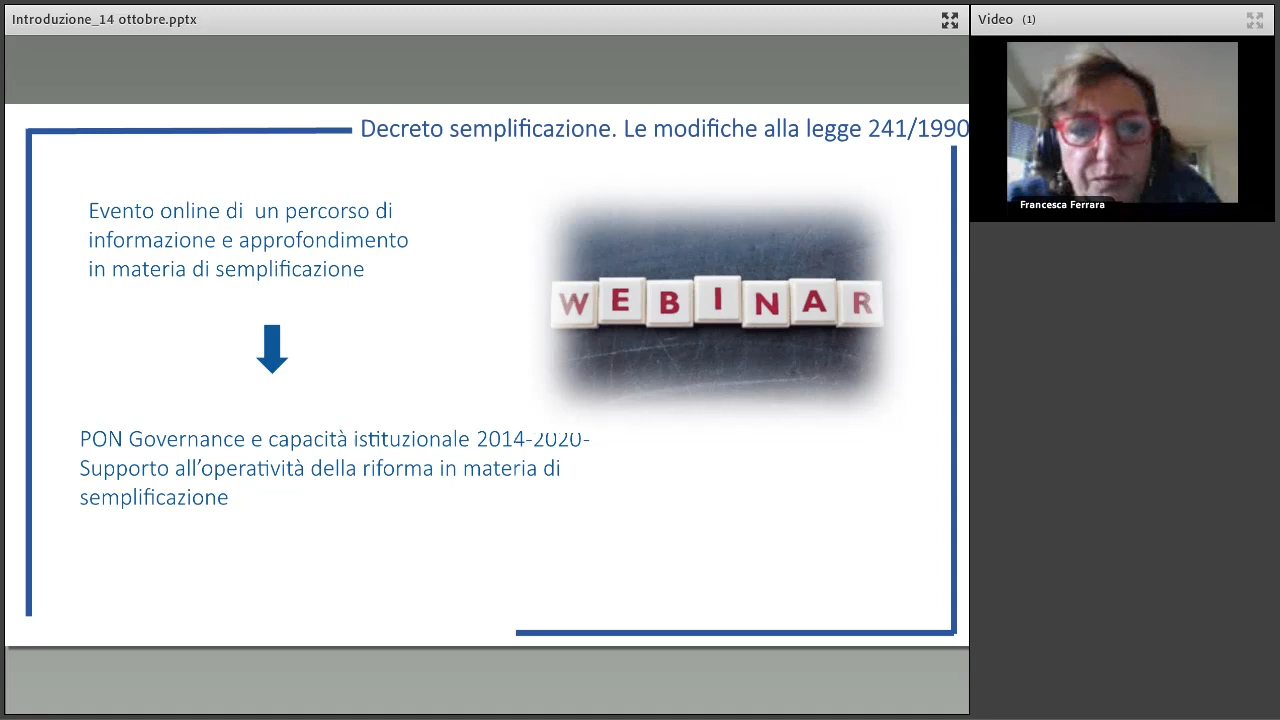 Introduzione_14 ottobre.pptx
Video (1)
Francesca Ferrara
Decreto semplificazione. Le modifiche alla legge 241/1990
Evento online di un percorso di
informazione e approfondimento
in materia di semplificazione
WEBINAR
PON Governance e capacità istituzionale 2014-2020-
Supporto all’operatività della riforma in materia di
semplificazione